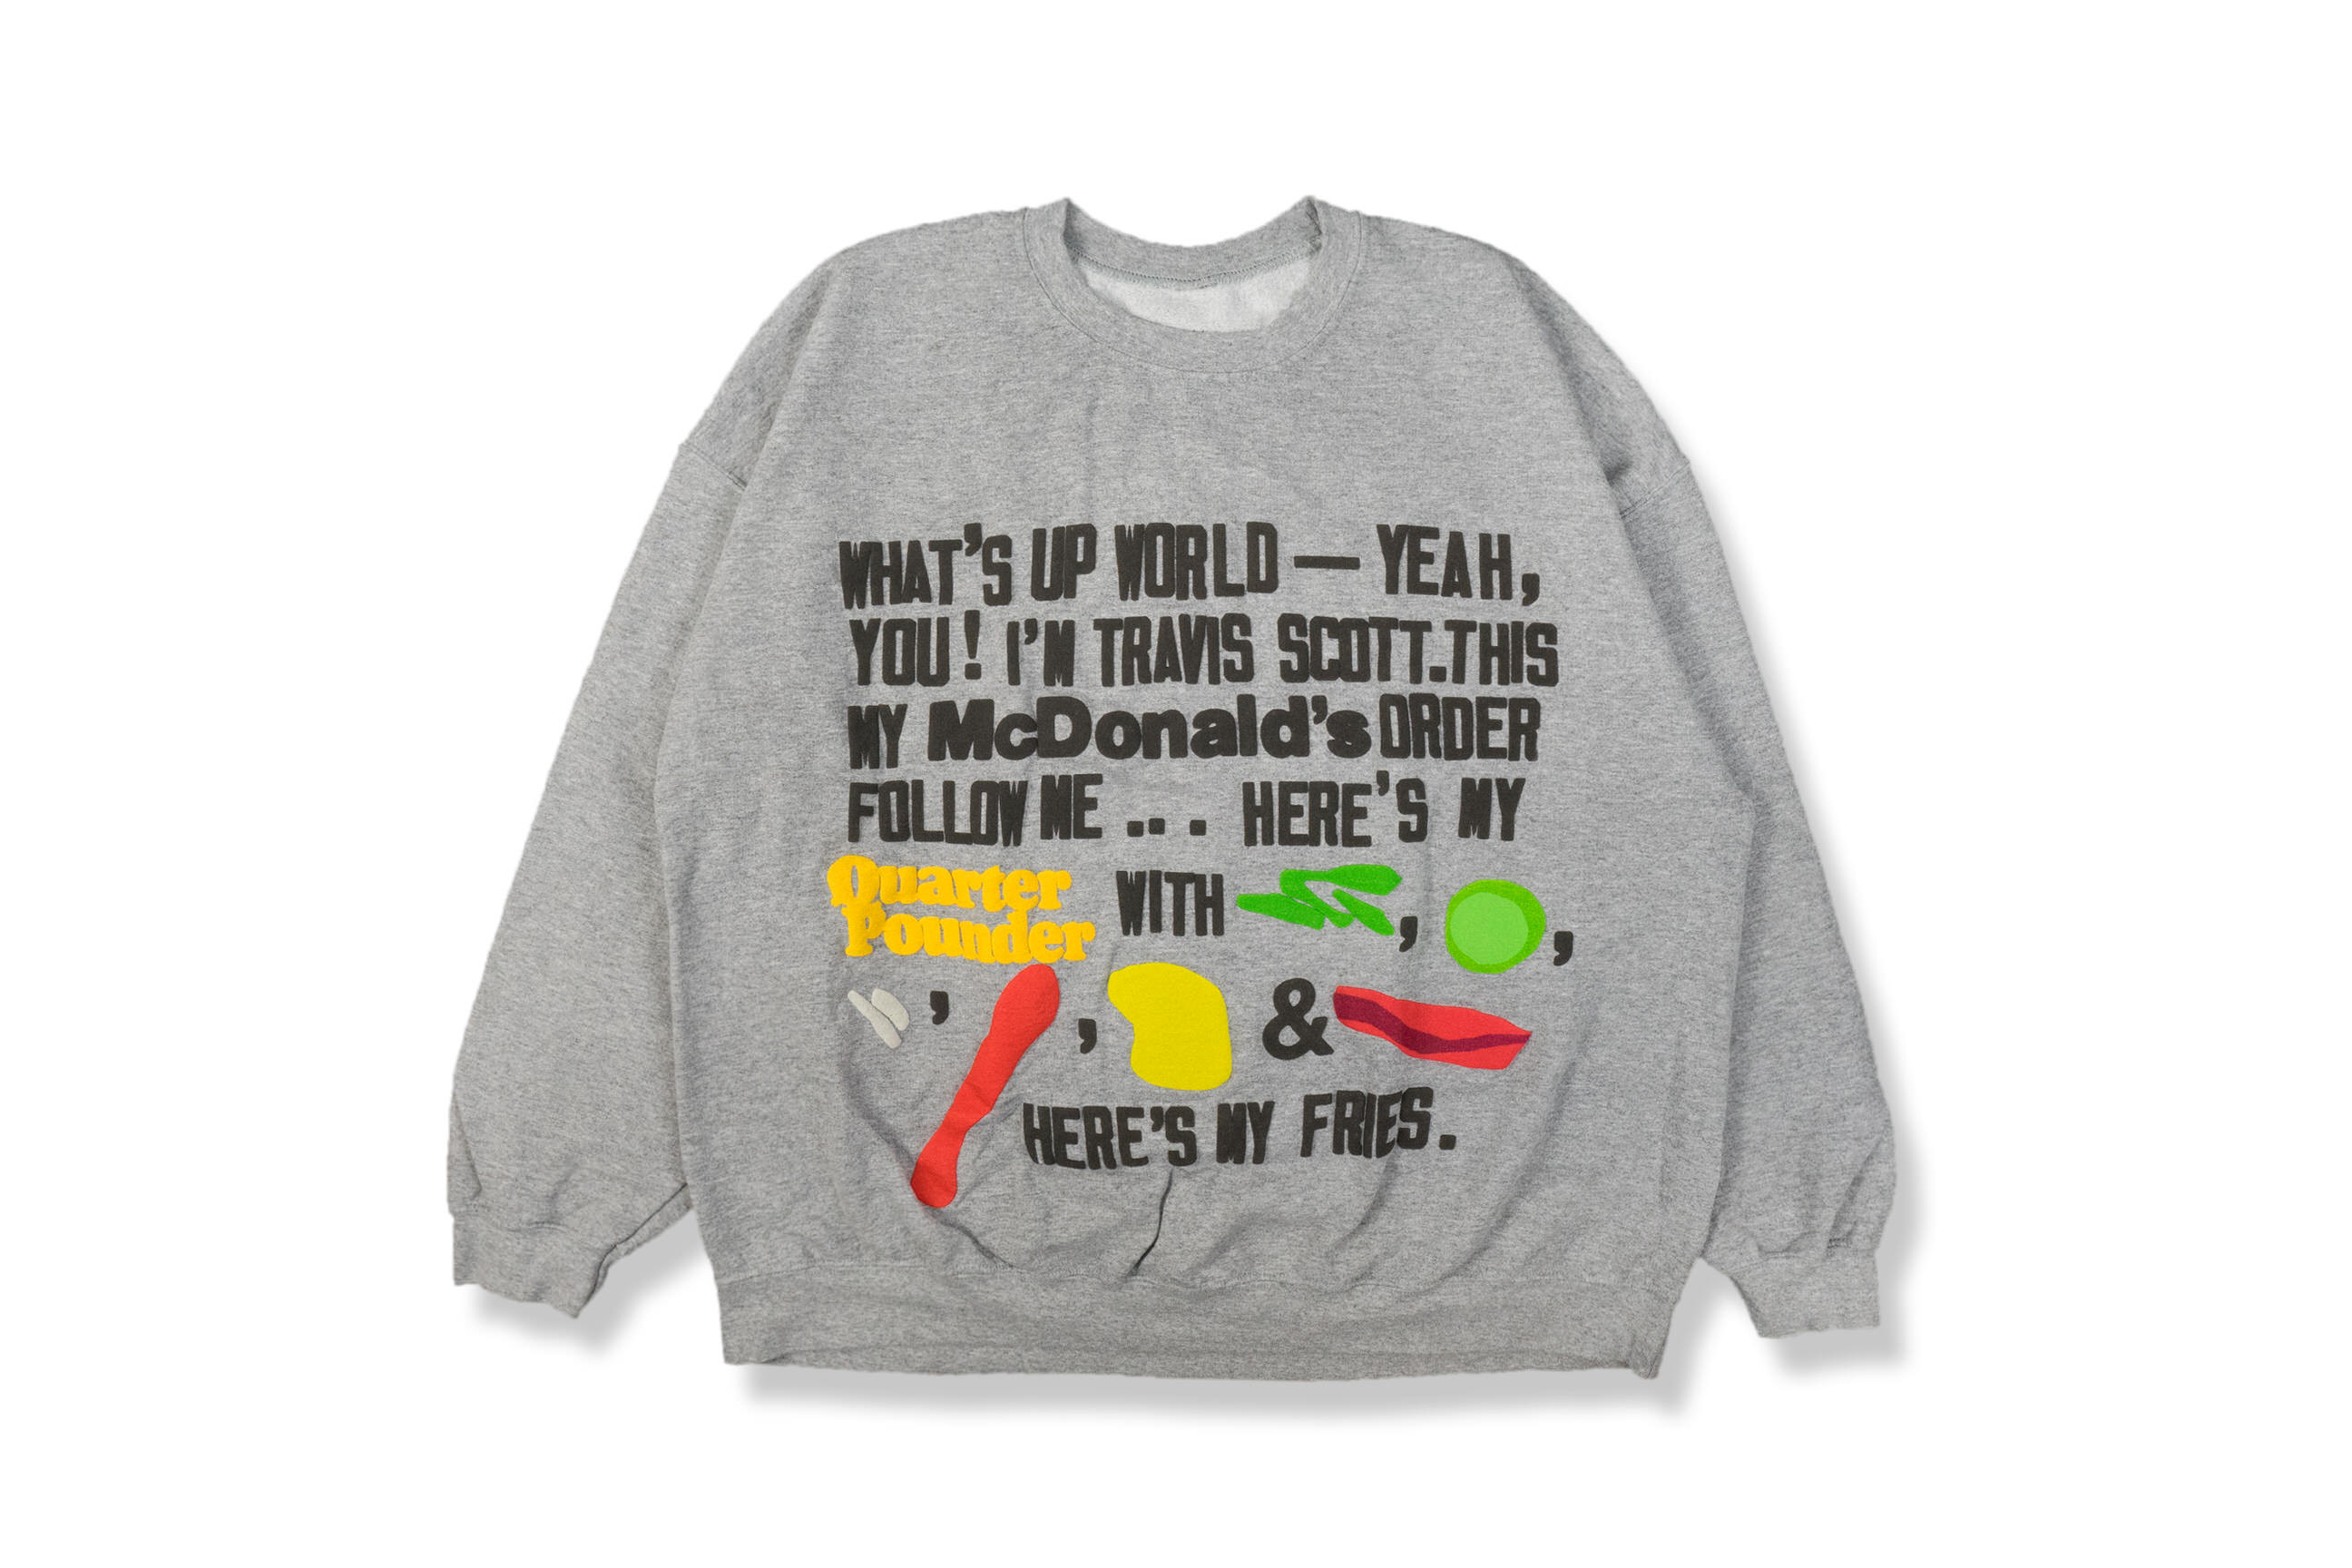 WHAT'S UP WORLD — YEAH,
YOU! I'M TRAVIS SCOTT. THIS
MY McDonald's ORDER
FOLLOW ME ... HERE'S MY
Quarter
Pounder WITH , ,
, , &
HERE'S MY FRIES.